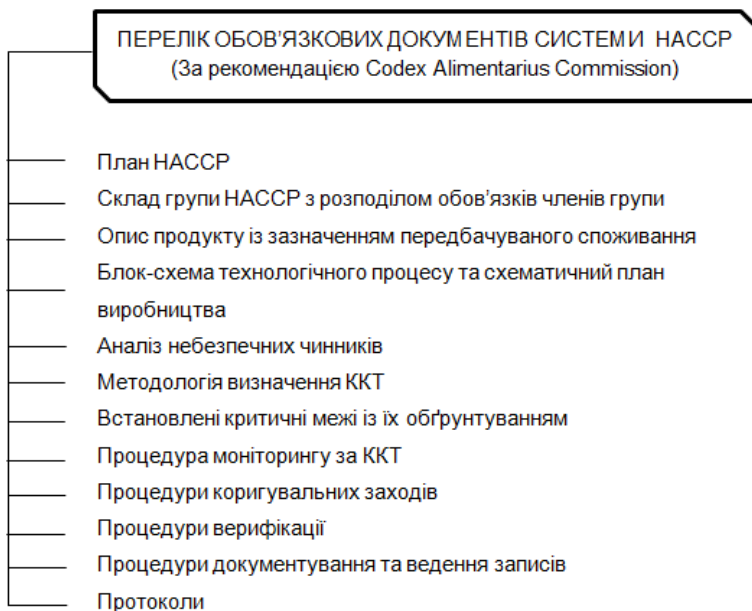 ПЕРЕЛІК ОБОВ’ЯЗКОВИХ ДОКУМЕНТІВ СИСТЕМИ НАССР
(За рекомендацією Codex Alimentarius Commission)
План НАССР
Склад групи НАССР з розподілом обов’язків членів групи
Опис продукту із зазначенням передбачуваного споживання
Блок-схема технологічного процесу та схематичний план
виробництва
Аналіз небезпечних чинників
Методологія визначення ККТ
Встановлені критичні межі із їх обґрунтуванням
Процедура моніторингу за ККТ
Процедури коригувальних заходів
Процедури верифікації
Процедури документування та ведення записів
Протоколи